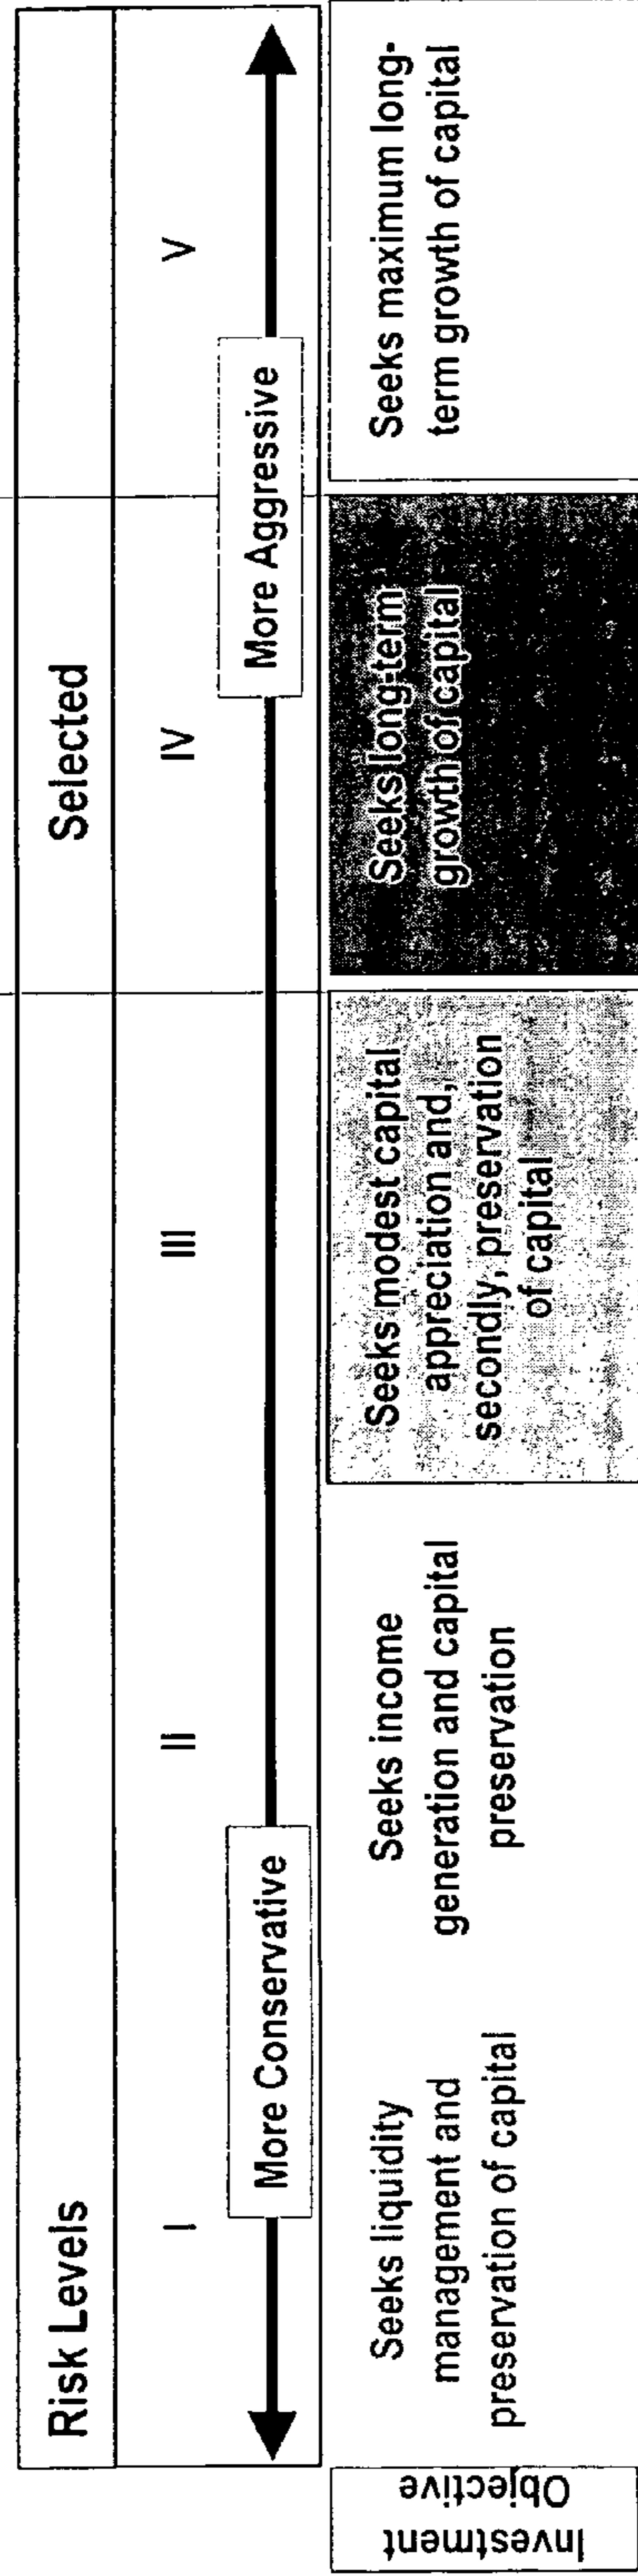 Risk Levels
Selected
I
II
III
IV
V
More Conservative
More Aggressive
Investment
Objective
Seeks liquidity
management and
preservation of capital
Seeks income
generation and capital
preservation
Seeks modest capital
appreciation and,
secondly, preservation
of capital
Seeks long-term
growth of capital
Seeks maximum long-
term growth of capital